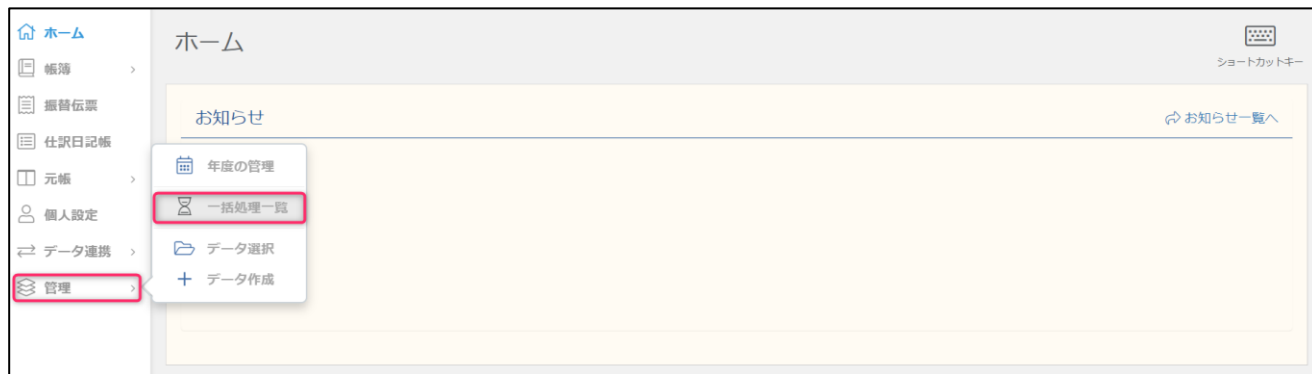 ホーム
帳簿
振替伝票
仕訳日記帳
元帳
個人設定
データ連携
管理
ホーム
ショートカットキー
お知らせ
お知らせ一覧へ
年度の管理
一括処理一覧
データ選択
データ作成